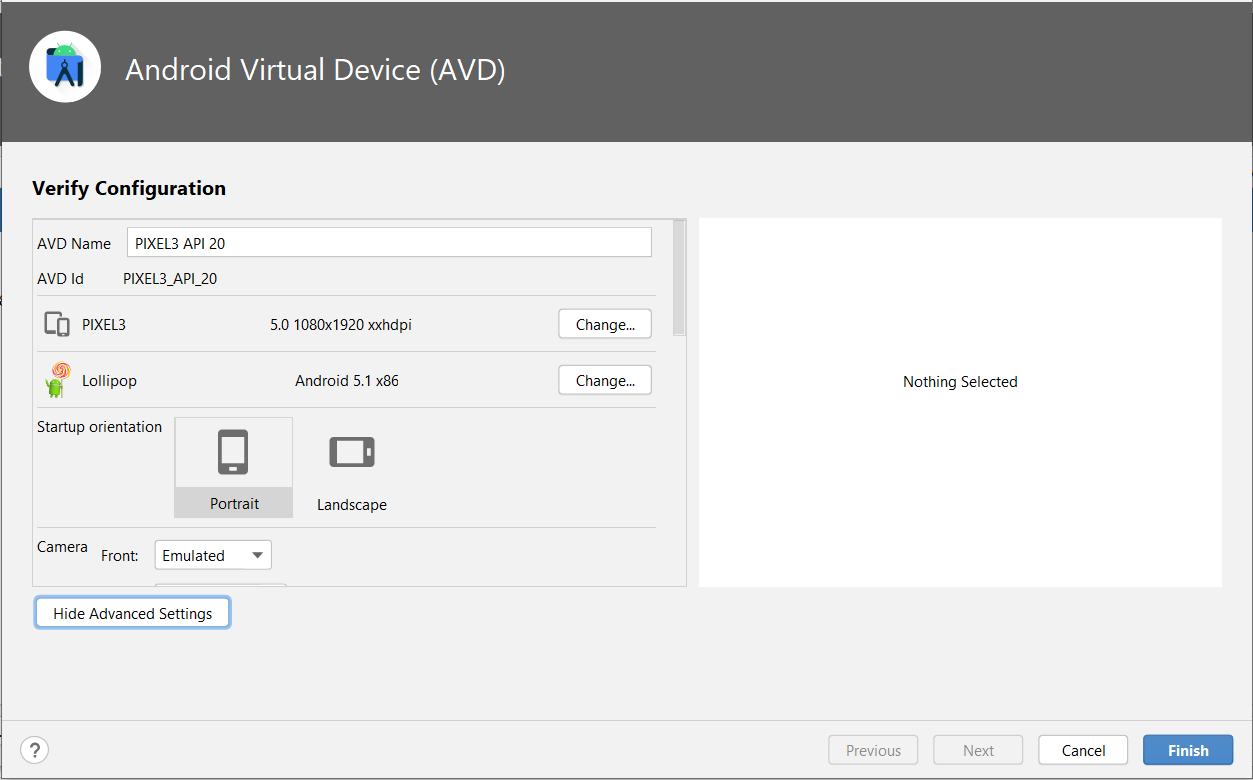 Android Virtual Device (AVD)
Verify Configuration
AVD Name PIXEL3 API 20
AVD Id PIXEL3_API_20
PIXEL3 5.0 1080x1920 xxhdpi Change...
Lollipop Android 5.1 x86 Change...
Nothing Selected
Startup orientation
Portrait Landscape
Camera Front: Emulated
Hide Advanced Settings
? Previous Next Cancel Finish